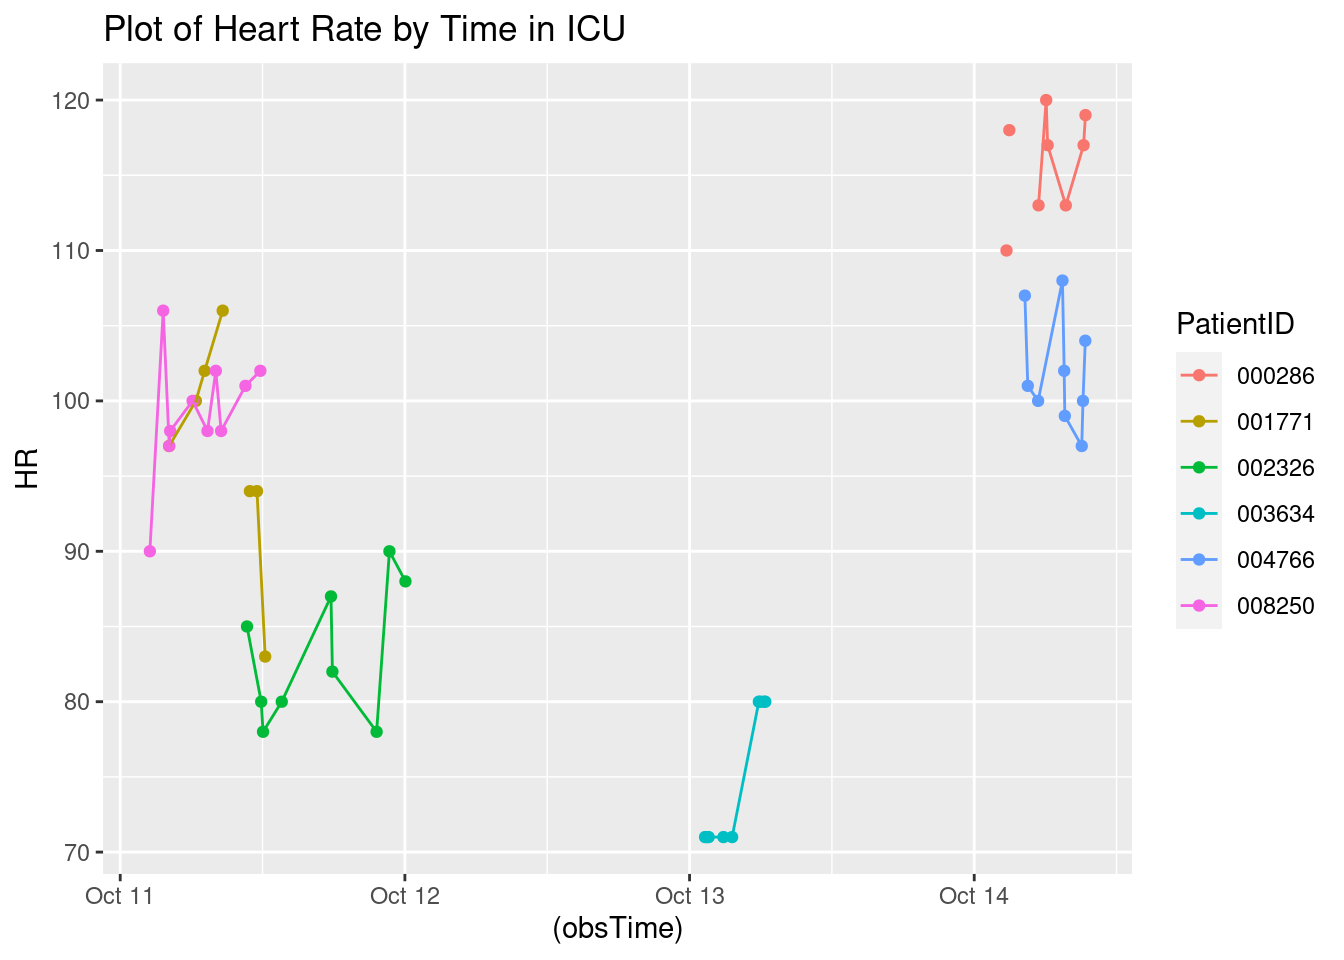 Plot of Heart Rate by Time in ICU
120
110
100
90
80
70
HR
Oct 11
Oct 12
Oct 13
Oct 14
(obsTime)
PatientID
000286
001771
002326
003634
004766
008250